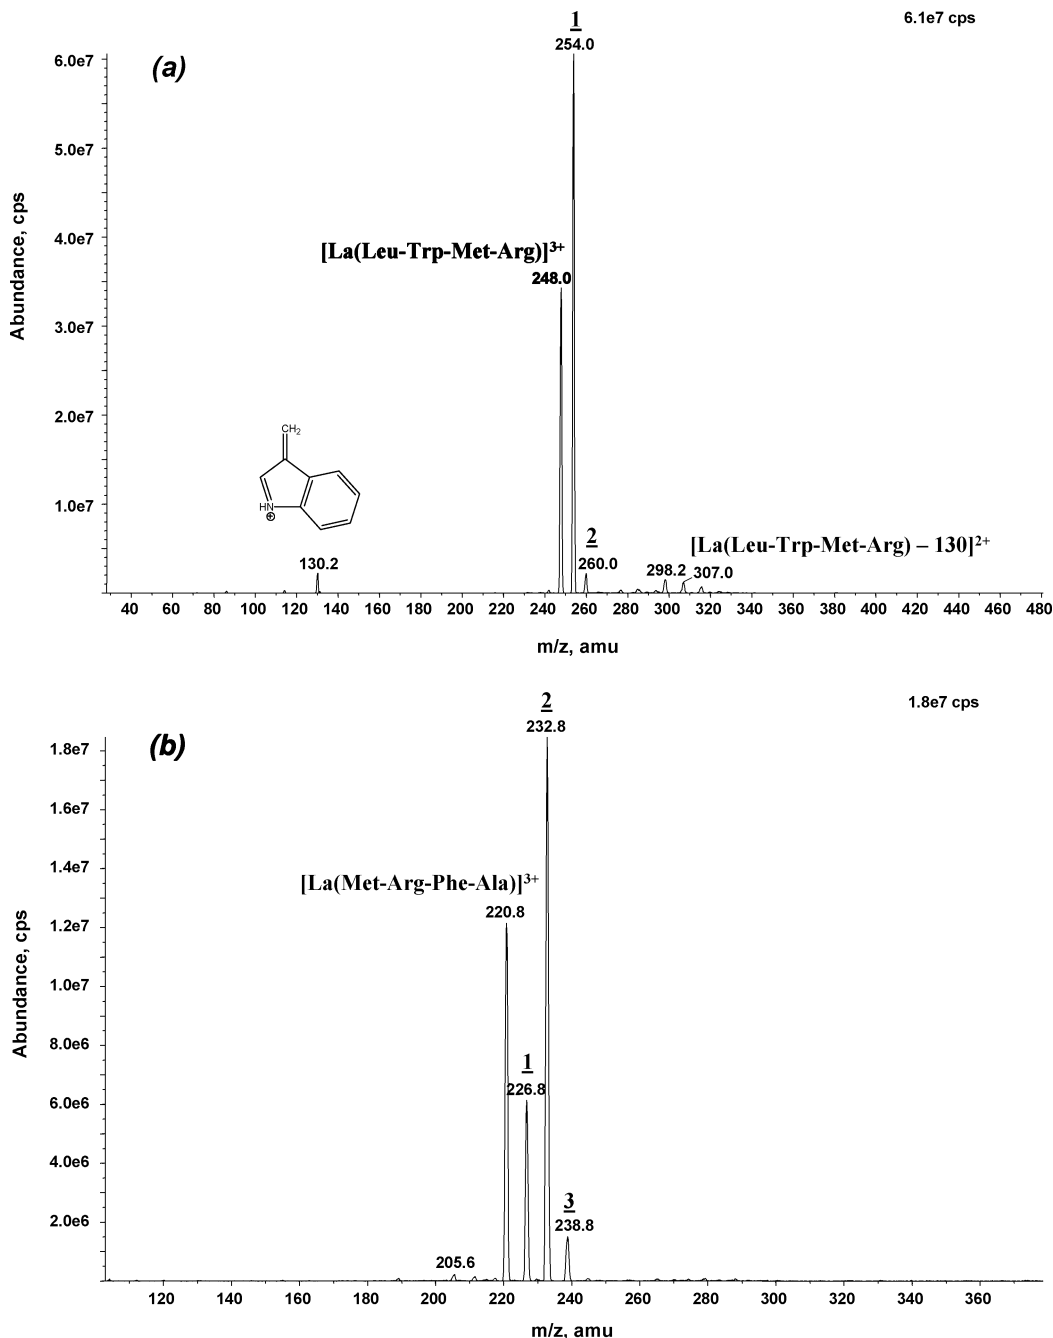 1
6.1e7 cps
254.0
6.0e7
(a)
5.0e7
4.0e7
[La(Leu-Trp-Met-Arg)]3+
248.0
Abundance, cps
3.0e7
2.0e7
CH2
1.0e7
HN
⊕
2
[La(Leu-Trp-Met-Arg) – 130]2+
130.2
260.0
298.2
307.0
40 60 80 100 120 140 160 180 200 220 240 260 280 300 320 340 360 380 400 420 440 460 480
m/z, amu
2
1.8e7 cps
232.8
1.8e7
(b)
1.6e7
1.4e7
[La(Met-Arg-Phe-Ala)]3+
220.8
1.2e7
Abundance, cps
1.0e7
8.0e6
1
226.8
6.0e6
4.0e6
3
238.8
2.0e6
205.6
120 140 160 180 200 220 240 260 280 300 320 340 360
m/z, amu